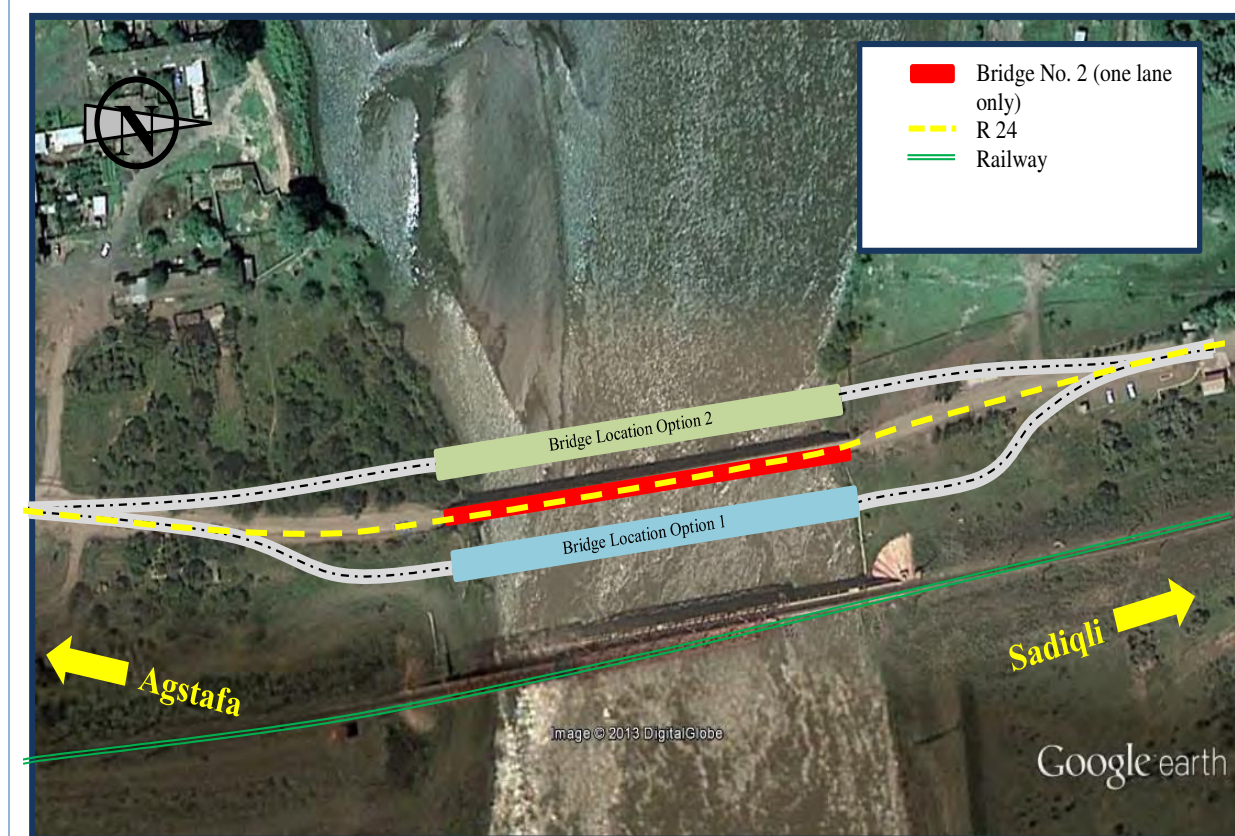 N
Bridge No. 2 (one lane
only)
R 24
Railway
Bridge Location Option 2
Bridge Location Option 1
Sadiqli
Agstafa
Image © 2013 DigitalGlobe
Google earth